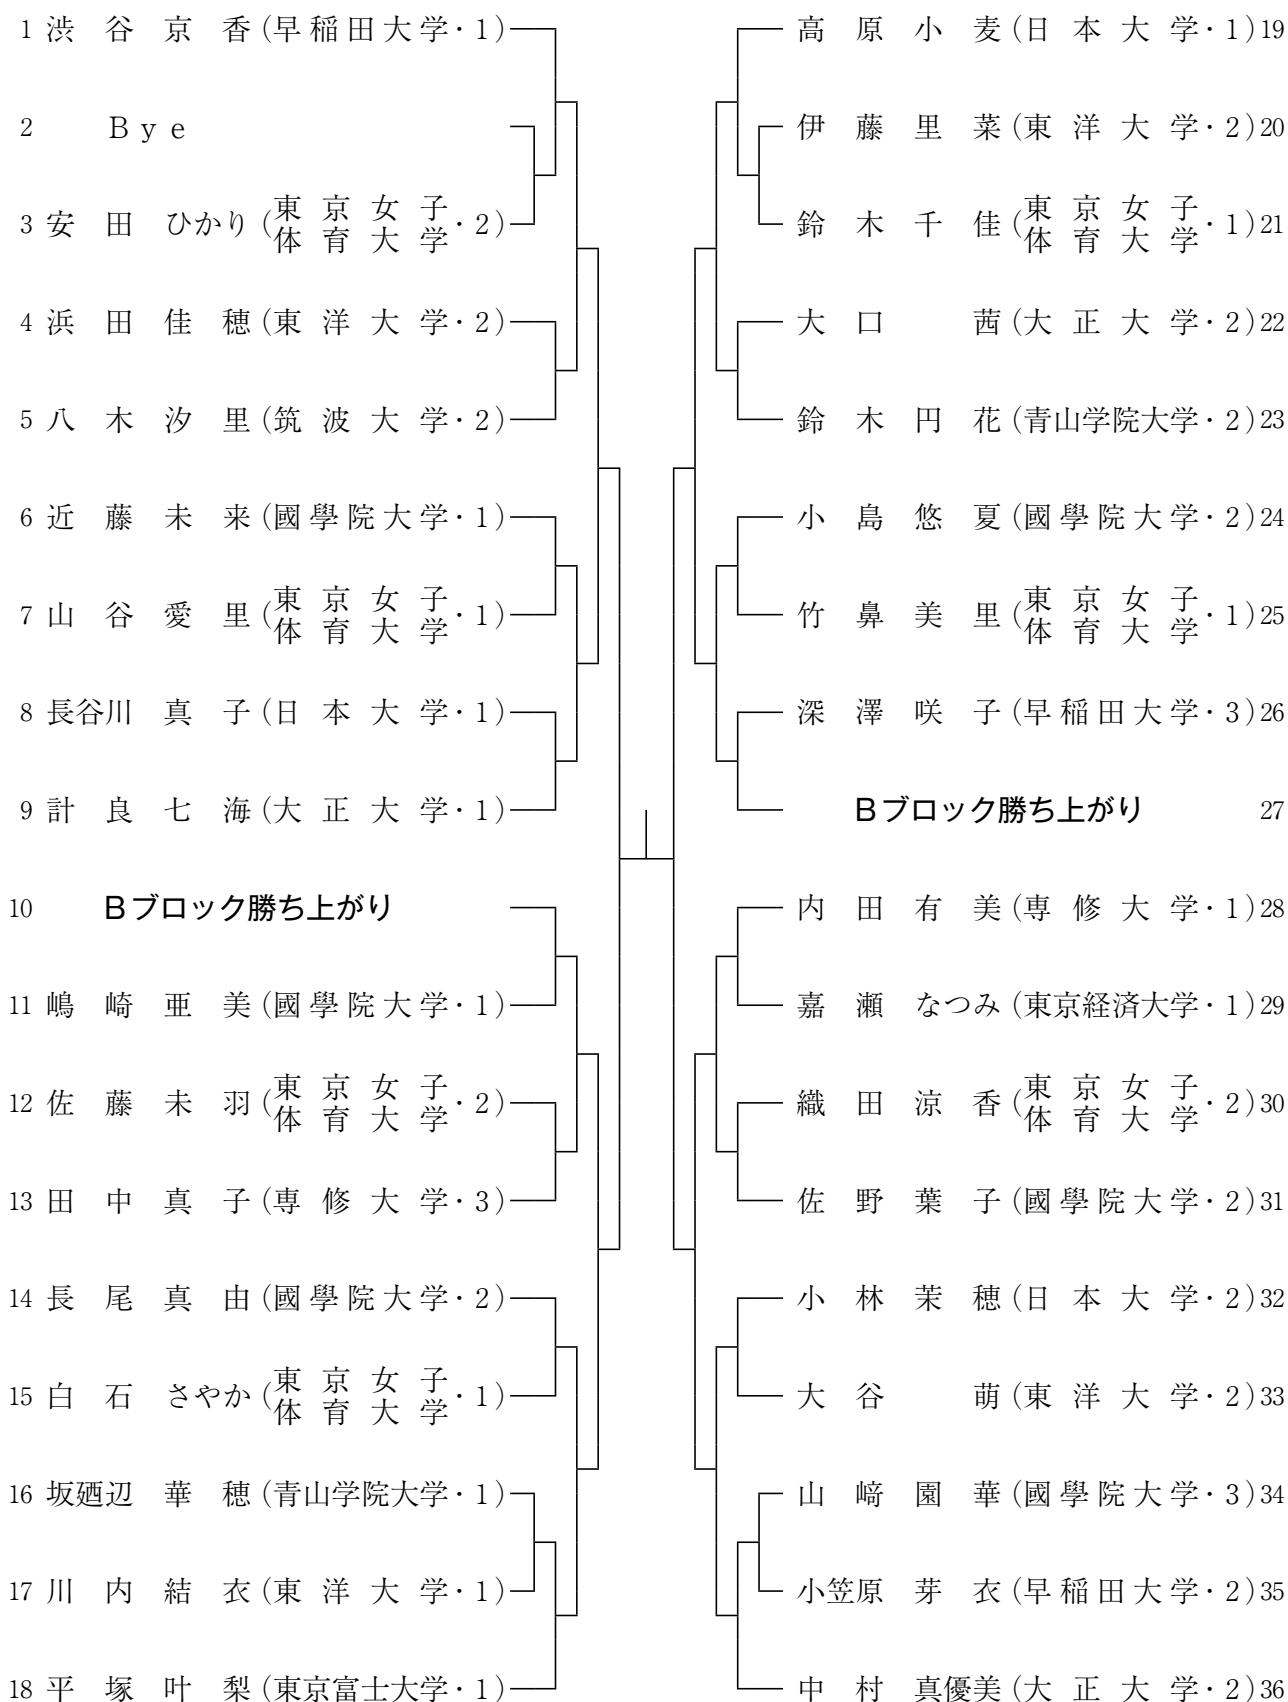 1 渋谷京香(早稲田大学・1)
2 Bye
3 安田ひかり(東京女子体育大学・2)
4 浜田佳穂(東洋大学・2)
5 八木汐里(筑波大学・2)
6 近藤未来(國學院大学・1)
7 山谷愛里(東京女子体育大学・1)
8 長谷川真子(日本大学・1)
9 計良七海(大正大学・1)
10 Bブロック勝ち上がり
11 嶋崎亜美(國學院大学・1)
12 佐藤未羽(東京女子体育大学・2)
13 田中真子(専修大学・3)
14 長尾真由(國學院大学・2)
15 白石さやか(東京女子体育大学・1)
16 坂廼辺華穂(青山学院大学・1)
17 川内結衣(東洋大学・1)
18 平塚叶梨(東京富士大学・1)
高原小麦(日本大学・1)19
伊藤里菜(東洋大学・2)20
鈴木千佳(東京女子体育大学・1)21
大口茜(大正大学・2)22
鈴木円花(青山学院大学・2)23
小島悠夏(國學院大学・2)24
竹鼻美里(東京女子体育大学・1)25
深澤咲子(早稲田大学・3)26
Bブロック勝ち上がり 27
内田有美(専修大学・1)28
嘉瀬なつみ(東京経済大学・1)29
織田涼香(東京女子体育大学・2)30
佐野葉子(國學院大学・2)31
小林茉穂(日本大学・2)32
大谷萌(東洋大学・2)33
山﨑園華(國學院大学・3)34
小笠原芽衣(早稲田大学・2)35
中村真優美(大正大学・2)36